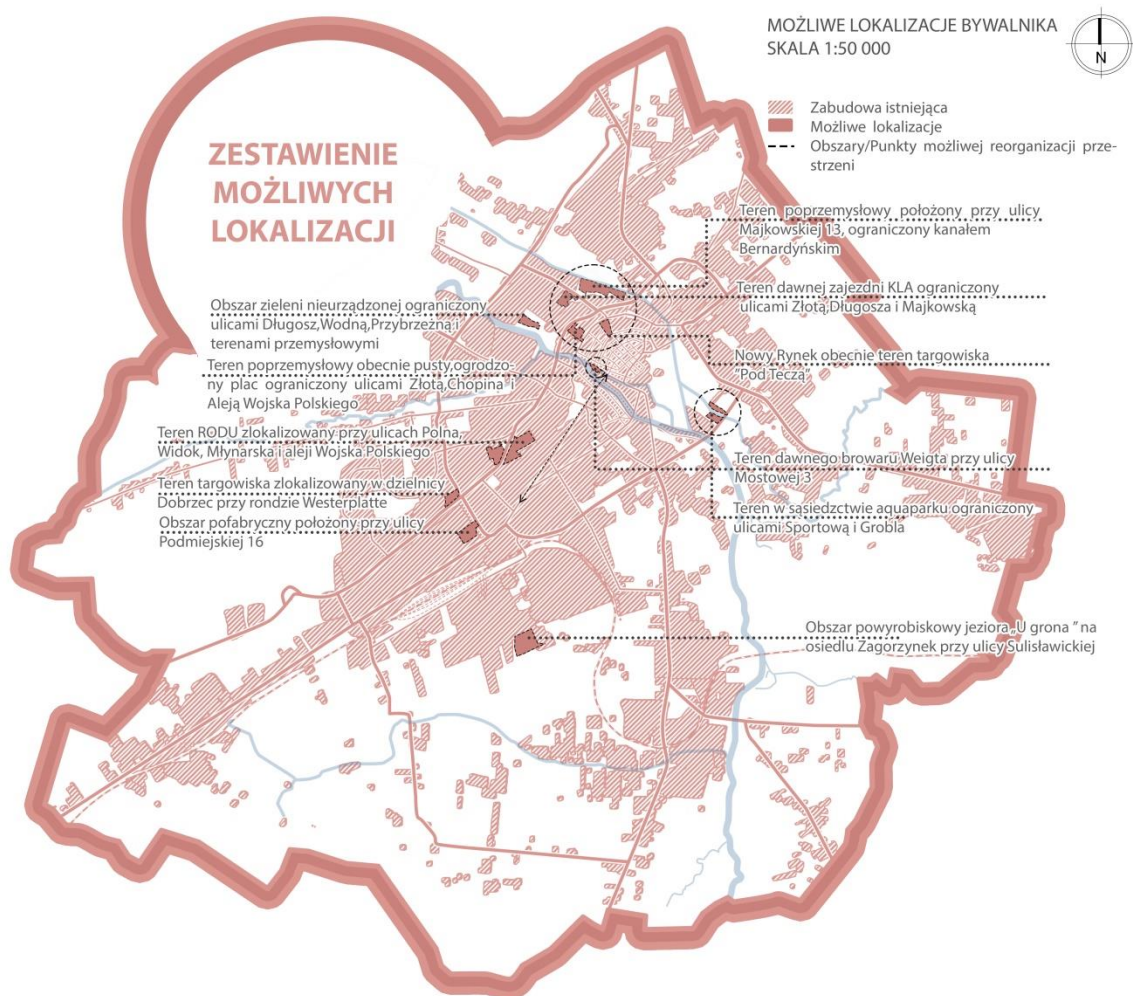 MOŻLIWE LOKALIZACJE BYWALNIKA
SKALA 1:50 000
N
Zabudowa istniejąca
Możliwe lokalizacje
Obszary/Punkty możliwej reorganizacji prze-
strzeni
ZESTAWIENIE
MOŻLIWYCH
LOKALIZACJI
Teren poprzemysłowy położony przy ulicy
Majkowskiej 13, ograniczony kanałem
Bernardyńskim
Teren dawnej zajezdni KLA ograniczony
ulicami Złotą,Długosza i Majkowską
Nowy Rynek obecnie teren targowiska
"Pod Teczą"
Teren dawnego browaru Weigta przy ulicy
Mostowej 3
Teren w sąsiedzctwie aquaparku ograniczony
ulicami Sportową i Grobla
Obszar powyrobiskowy jeziora „U grona ” na
osiedlu Zagorzynek przy ulicy Sulisławickiej
Obszar zieleni nieurządzonej ograniczony
ulicami Długosz,Wodną,Przybrzeżną i
terenami przemysłowymi
Teren poprzemysłowy obecnie pusty,ogrodzo-
ny plac ograniczony ulicami Złotą,Chopina i
Aleją Wojska Polskiego
Teren RODU zlokalizowany przy ulicach Polna,
Widok, Młynarska i aleji Wojska Polskiego
Teren targowiska zlokalizowany w dzielnicy
Dobrzec przy rondzie Westerplatte
Obszar pofabryczny położony przy ulicy
Podmiejskiej 16